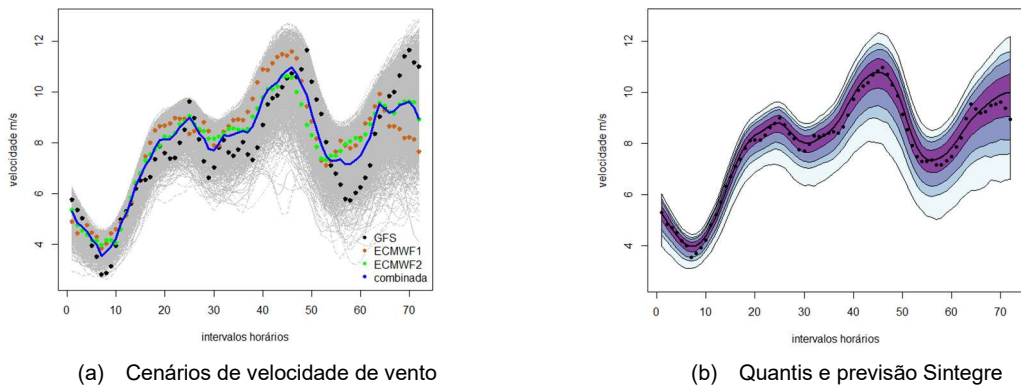 12
10
8
6
4
velocidade m/s
0 10 20 30 40 50 60 70
intervalos horários
GFS
ECMWF1
ECMWF2
combinada
(a) Cenários de velocidade de vento
12
10
8
6
4
velocidade m/s
0 10 20 30 40 50 60 70
intervalos horários
(b) Quantis e previsão Sintegre